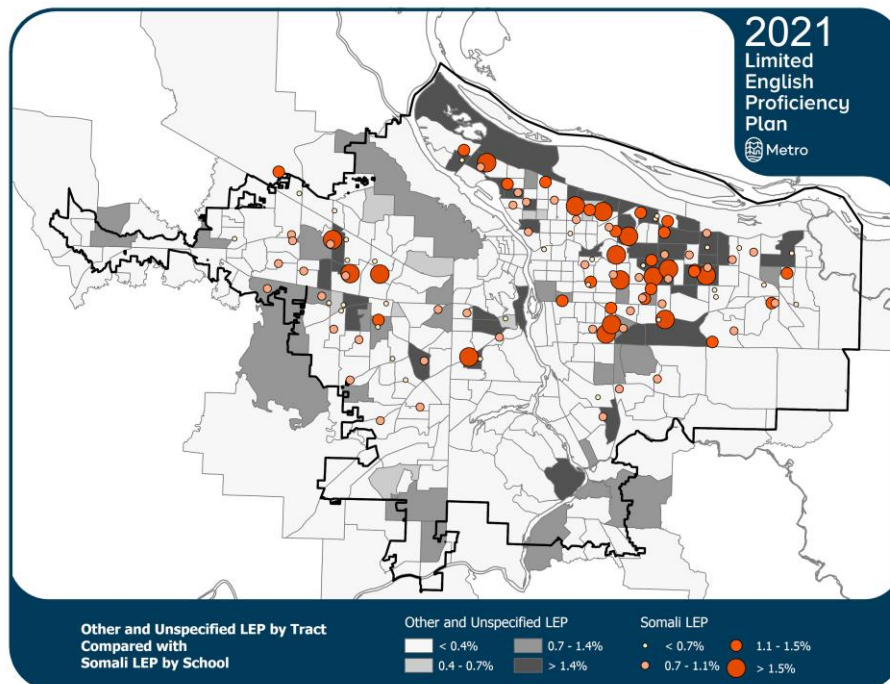 2021
Limited
English
Proficiency
Plan
Metro
Other and Unspecified LEP by Tract
Compared with
Somali LEP by School
Other and Unspecified LEP
< 0.4%
0.4 - 0.7%
0.7 - 1.4%
> 1.4%
Somali LEP
< 0.7%
0.7 - 1.1%
1.1 - 1.5%
> 1.5%